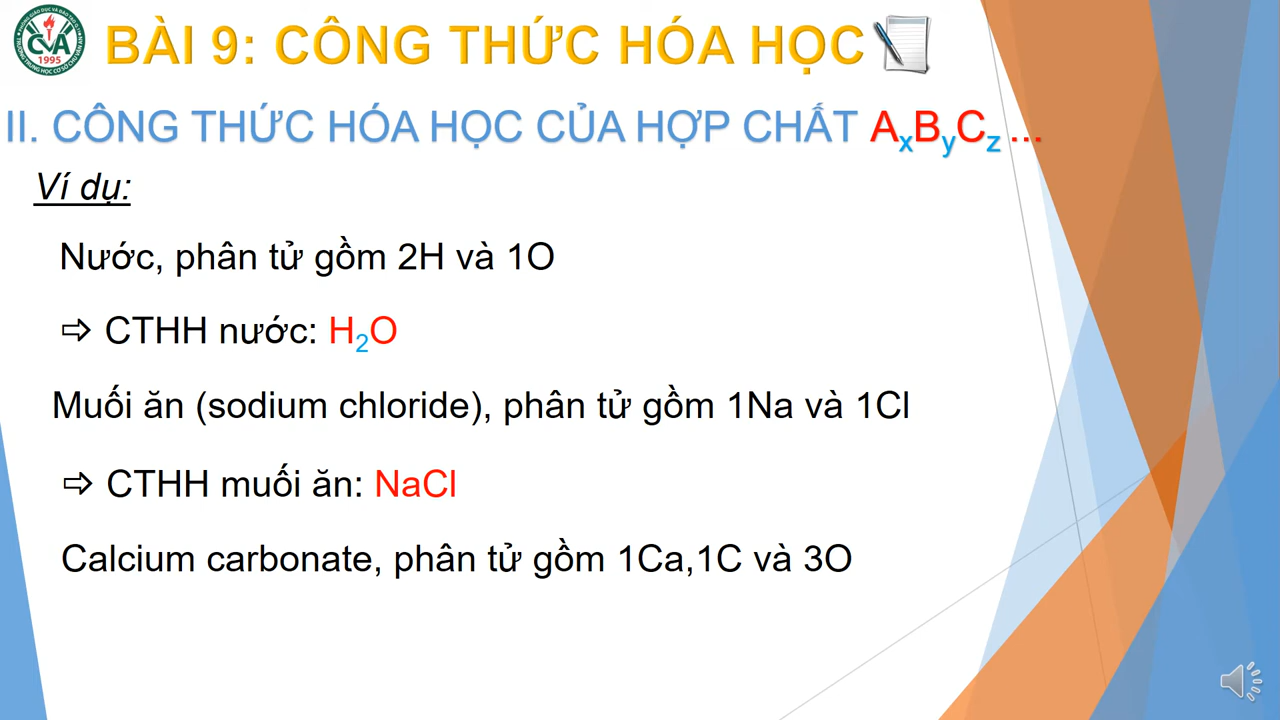 CVA
1995
BÀI 9: CÔNG THỨC HÓA HỌC
II. CÔNG THỨC HÓA HỌC CỦA HỢP CHẤT AxByCz ...
Ví dụ:
Nước, phân tử gồm 2H và 1O
⇨ CTHH nước: H₂O
Muối ăn (sodium chloride), phân tử gồm 1Na và 1Cl
⇨ CTHH muối ăn: NaCl
Calcium carbonate, phân tử gồm 1Ca,1C và 3O